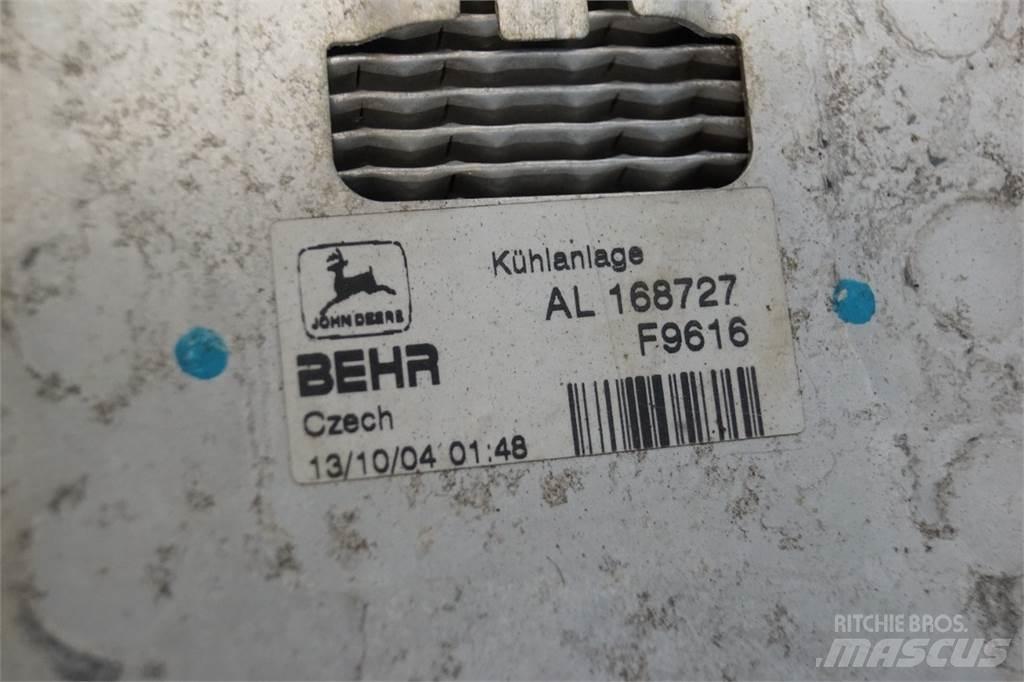 Kühlanlage
AL 168727
F9616
JOHN DEERE
BEHR
Czech
13/10/04 01:48
RITCHIE BROS.
MASCUS